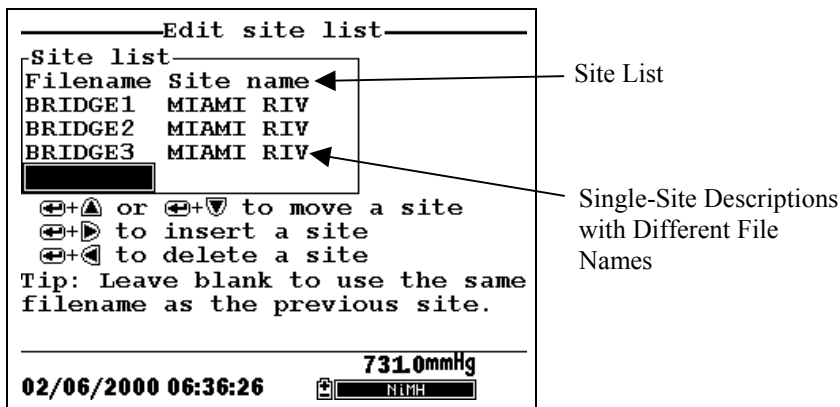 Edit site list
Site list
Filename Site name
BRIDGE1 MIAMI RIV
BRIDGE2 MIAMI RIV
BRIDGE3 MIAMI RIV
+ or + to move a site
+ to insert a site
+ to delete a site
Tip: Leave blank to use the same
filename as the previous site.
731.0mmHg
02/06/2000 06:36:26
NiMH
Site List
Single-Site Descriptions
with Different File
Names